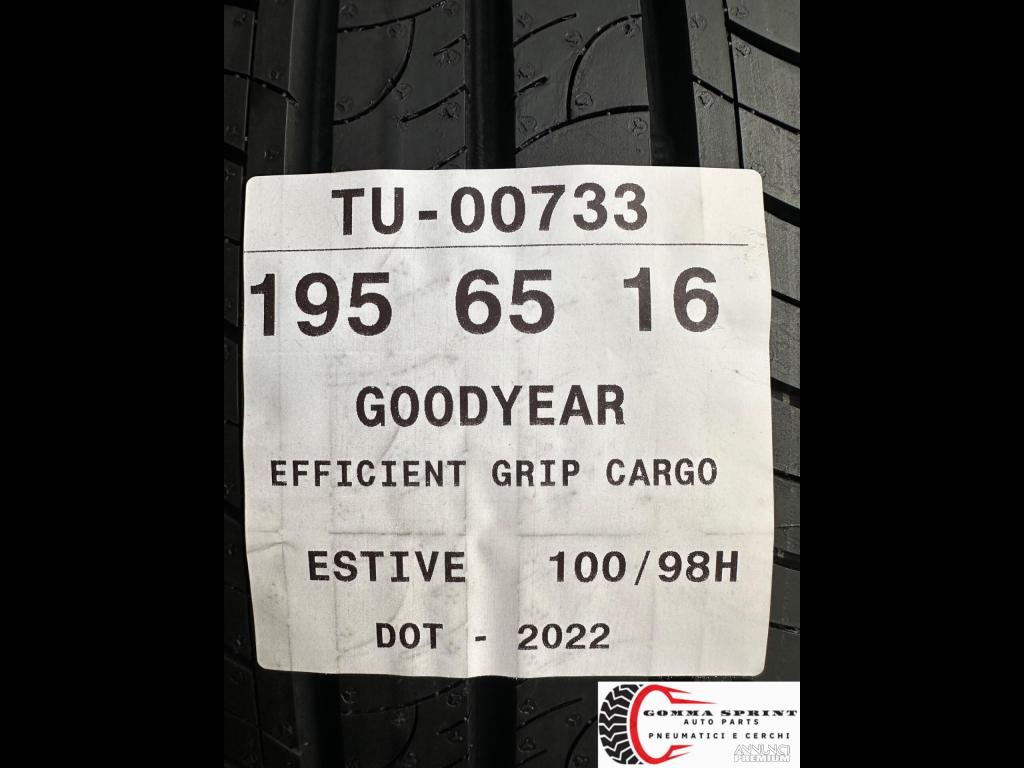 TU-00733
195 65 16
GOODYEAR
EFFICIENT GRIP CARGO
ESTIVE 100/98H
DOT - 2022
GOMMA SPRINT
AUTO PARTS
PNEUMATICI E CERCHI
ANNUNCI
PREMIUM